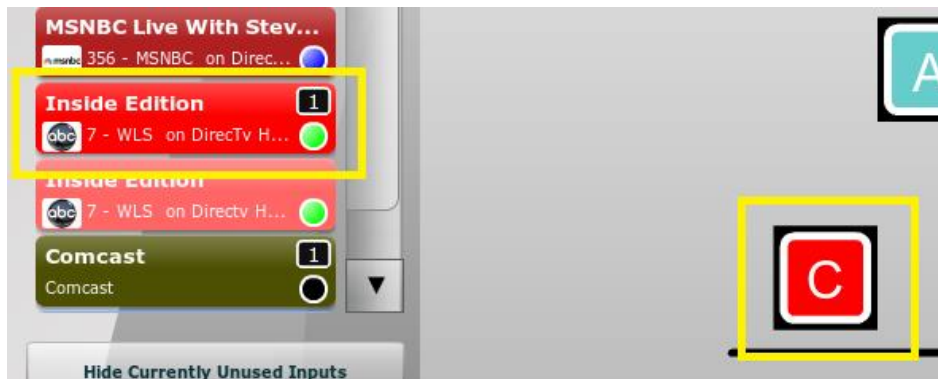 MSNBC Live With Stev...
msnbc 356 - MSNBC on Direc...
Inside Edition 1
abc 7 - WLS on DirecTv H...
Inside Edition
abc 7 - WLS on Directv H...
Comcast 1
Comcast
▼
Hide Currently Unused Inputs
A
C